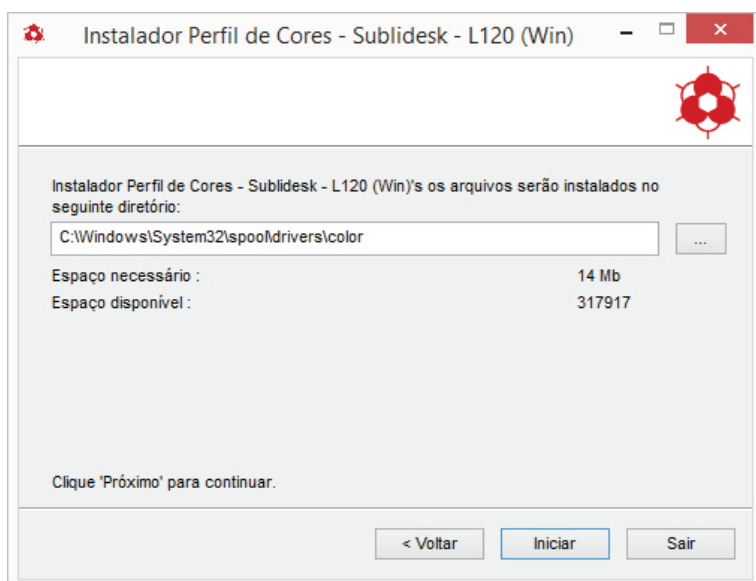 Instalador Perfil de Cores - Sublidesk - L120 (Win)
Instalador Perfil de Cores - Sublidesk - L120 (Win)'s os arquivos serão instalados no
seguinte diretório:
C:\Windows\System32\spool\drivers\color
...
Espaço necessário : 14 Mb
Espaço disponível : 317917
Clique 'Próximo' para continuar.
< Voltar Iniciar Sair